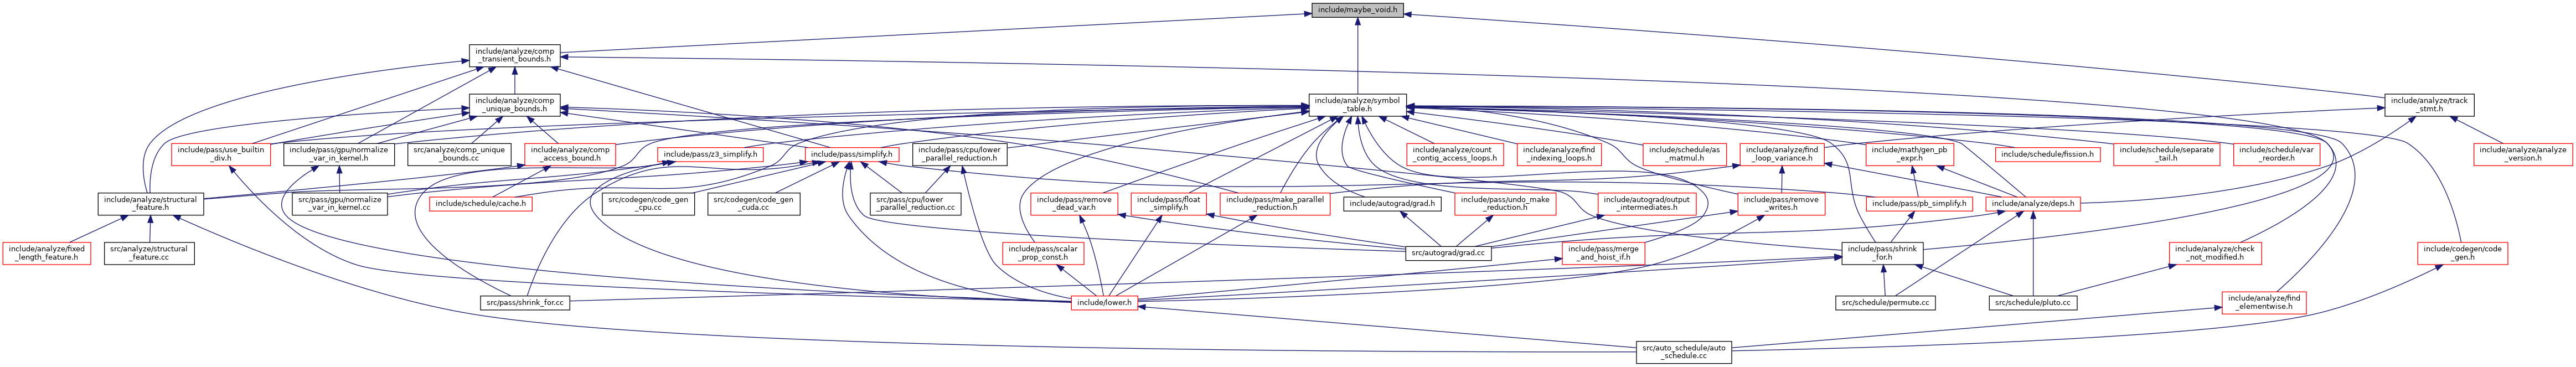 include/maybe_void.h
include/analyze/comp
_transient_bounds.h
include/analyze/comp
_unique_bounds.h
include/analyze/symbol
_table.h
include/analyze/track
_stmt.h
include/pass/use_builtin
_div.h
include/pass/gpu/normalize
_var_in_kernel.h
src/analyze/comp_unique
_bounds.cc
include/analyze/comp
_access_bound.h
include/pass/z3_simplify.h
include/pass/simplify.h
include/pass/cpu/lower
_parallel_reduction.h
include/analyze/count
_contig_access_loops.h
include/analyze/find
_indexing_loops.h
include/schedule/as
_matmul.h
include/analyze/find
_loop_variance.h
include/math/gen_pb
_expr.h
include/schedule/fission.h
include/schedule/separate
_tail.h
include/schedule/var
_reorder.h
include/analyze/analyze
_version.h
include/analyze/structural
_feature.h
src/pass/gpu/normalize
_var_in_kernel.cc
include/schedule/cache.h
src/codegen/code_gen
_cpu.cc
src/codegen/code_gen
_cuda.cc
src/pass/cpu/lower
_parallel_reduction.cc
include/pass/remove
_dead_var.h
include/pass/float
_simplify.h
include/pass/make_parallel
_reduction.h
include/autograd/grad.h
include/pass/undo_make
_reduction.h
include/autograd/output
_intermediates.h
include/pass/remove
_writes.h
include/pass/pb_simplify.h
include/analyze/deps.h
include/analyze/fixed
_length_feature.h
src/analyze/structural
_feature.cc
include/pass/scalar
_prop_const.h
src/autograd/grad.cc
include/pass/merge
_and_hoist_if.h
include/pass/shrink
_for.h
include/analyze/check
_not_modified.h
include/codegen/code
_gen.h
src/pass/shrink_for.cc
include/lower.h
src/schedule/permute.cc
src/schedule/pluto.cc
include/analyze/find
_elementwise.h
src/auto_schedule/auto
_schedule.cc